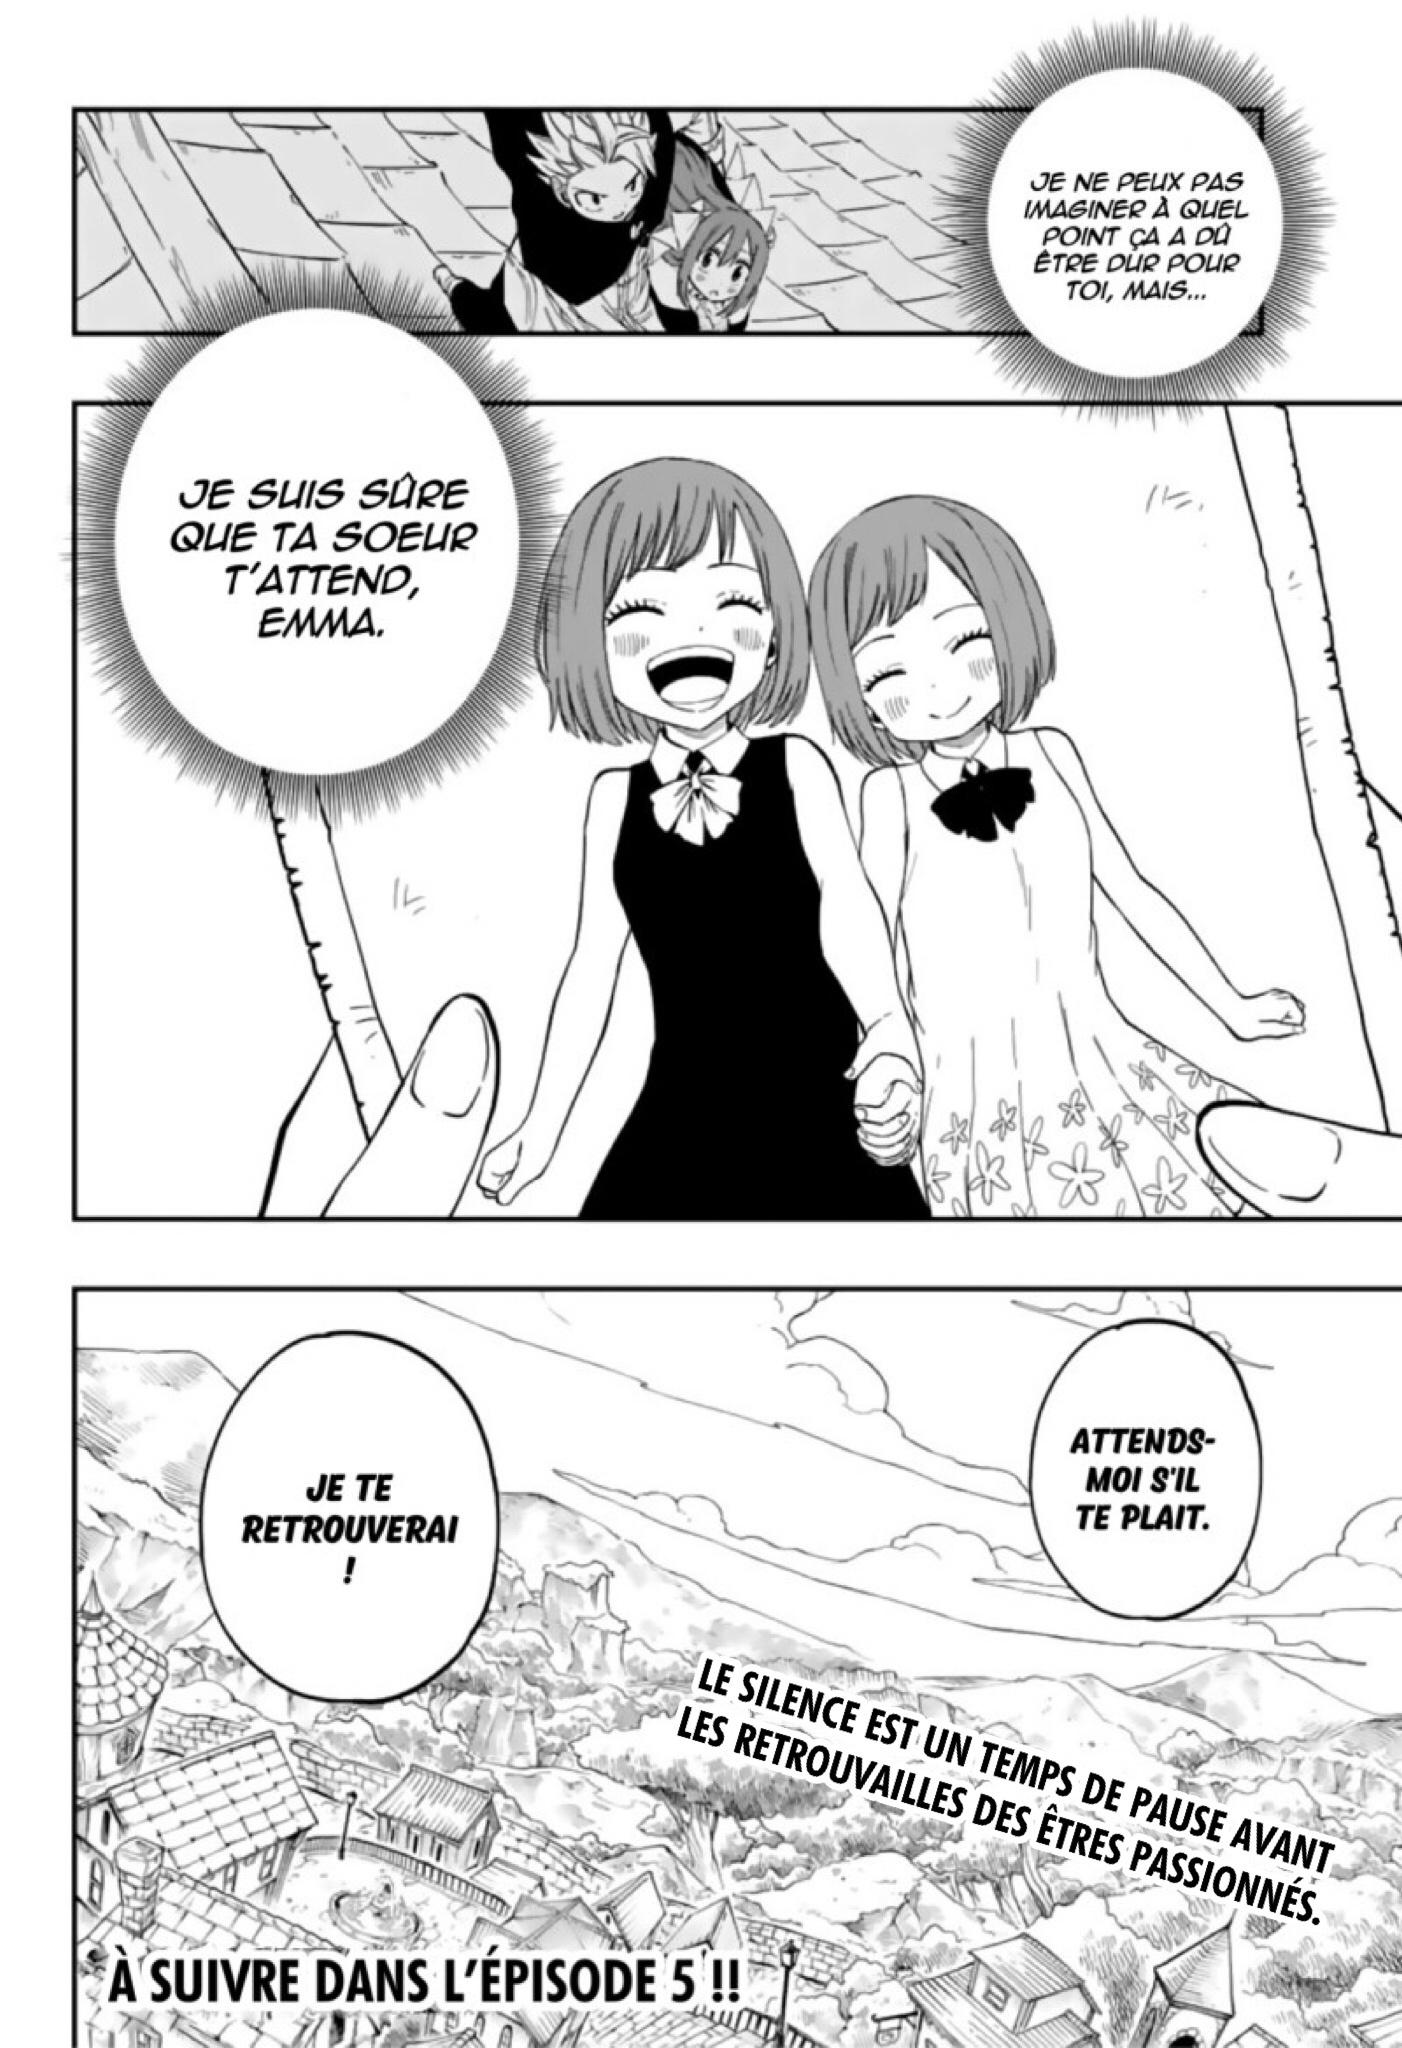 JE NE PEUX PAS
IMAGINER À QUEL
POINT ÇA A DÛ
ÊTRE DUR POUR
TOI, MAIS...
JE SUIS SÛRE
QUE TA SOEUR
T'ATTEND,
EMMA.
ATTENDS-
MOI S'IL
TE PLAIT.
JE TE
RETROUVERAI
!
LE SILENCE EST UN TEMPS DE PAUSE AVANT
LES RETROUVAILLES DES ÊTRES PASSIONNÉS.
À SUIVRE DANS L'ÉPISODE 5 !!